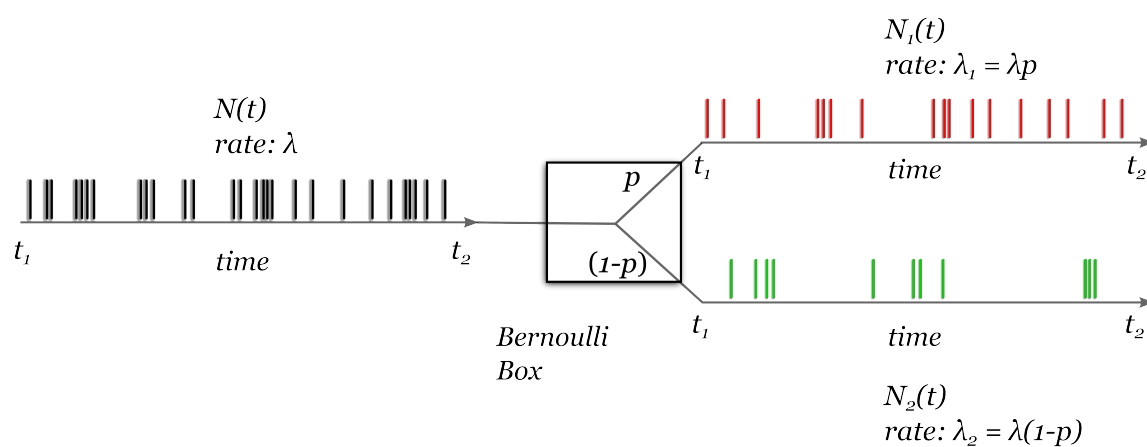 N(t)
rate: λ
t₁
time
t₂
p
(1-p)
Bernoulli
Box
N₁(t)
rate: λ₁ = λp
t₁
time
t₂
t₁
time
t₂
N₂(t)
rate: λ₂ = λ(1-p)